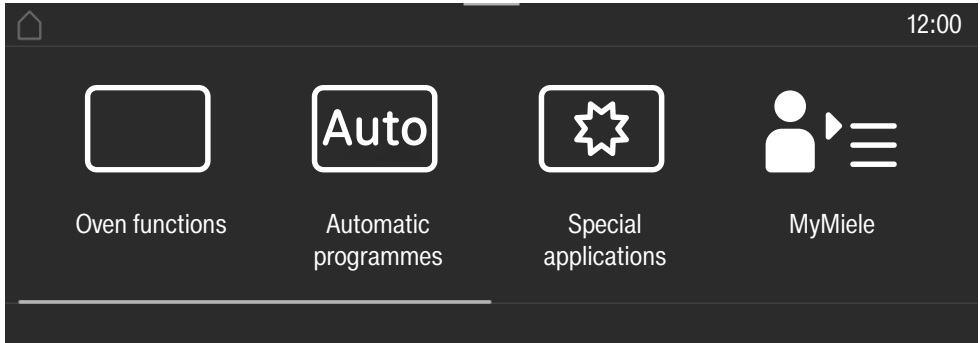 12:00
Auto
Oven functions
Automatic
programmes
Special
applications
MyMiele